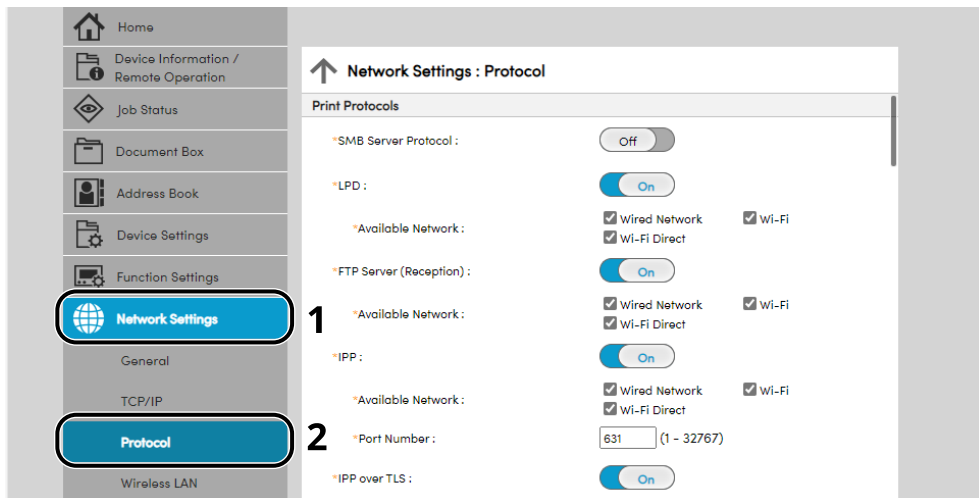 Home
Device Information /
Remote Operation
Job Status
Document Box
Address Book
Device Settings
Function Settings
Network Settings
1
General
TCP/IP
Protocol
2
Wireless LAN
Network Settings : Protocol
Print Protocols
*SMB Server Protocol :
Off
*LPD :
On
*Available Network :
Wired Network
Wi-Fi
Wi-Fi Direct
*FTP Server (Reception) :
On
*Available Network :
Wired Network
Wi-Fi
Wi-Fi Direct
*IPP :
On
*Available Network :
Wired Network
Wi-Fi
Wi-Fi Direct
*Port Number :
631
(1 - 32767)
*IPP over TLS :
On